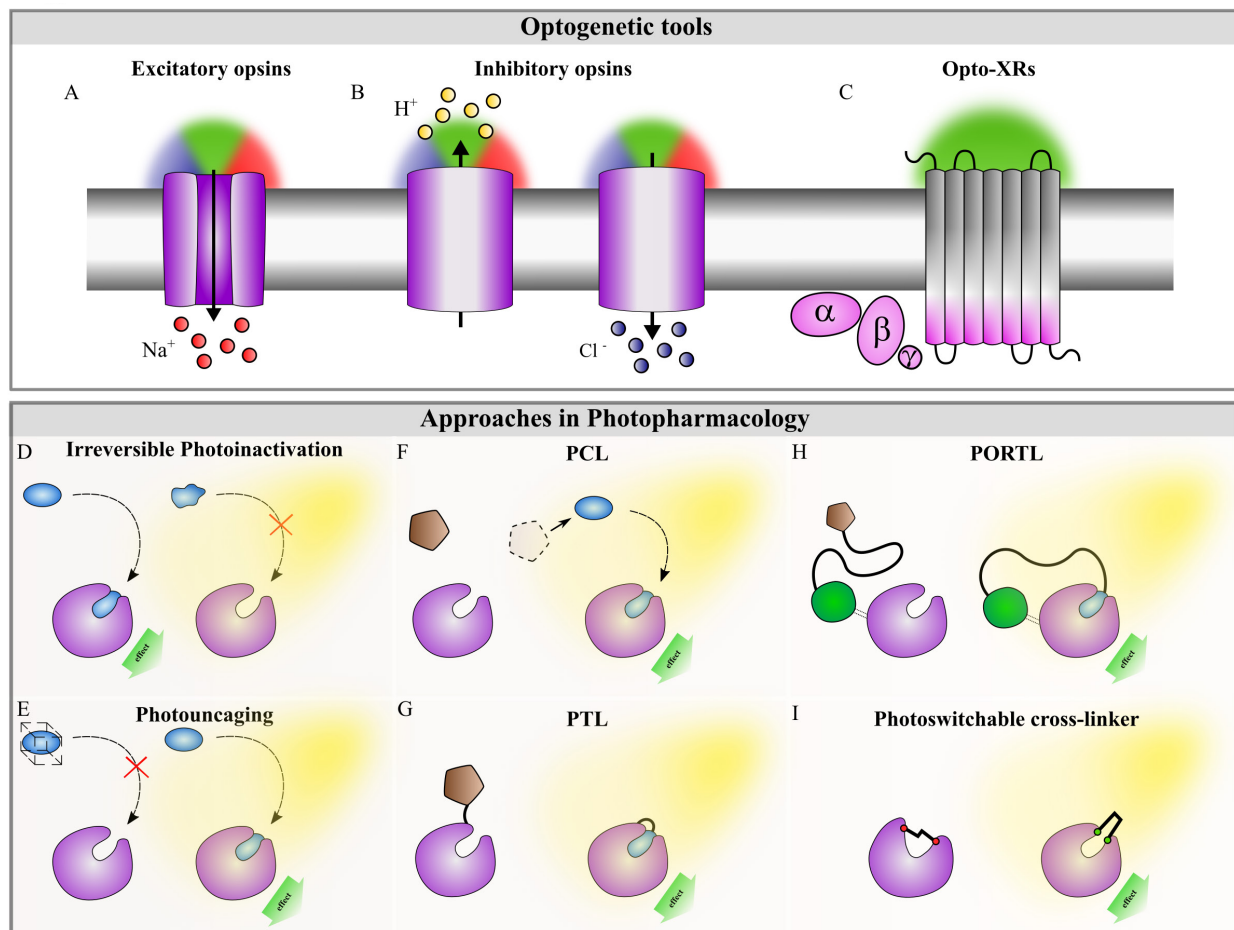 Optogenetic tools
Excitatory opsins
Inhibitory opsins
Opto-XRs
A
B
C
H+
Na+
Cl -
α
β
γ
Approaches in Photopharmacology
D
Irreversible Photoinactivation
effect
F
PCL
effect
H
PORTL
effect
E
Photouncaging
effect
G
PTL
effect
I
Photoswitchable cross-linker
effect